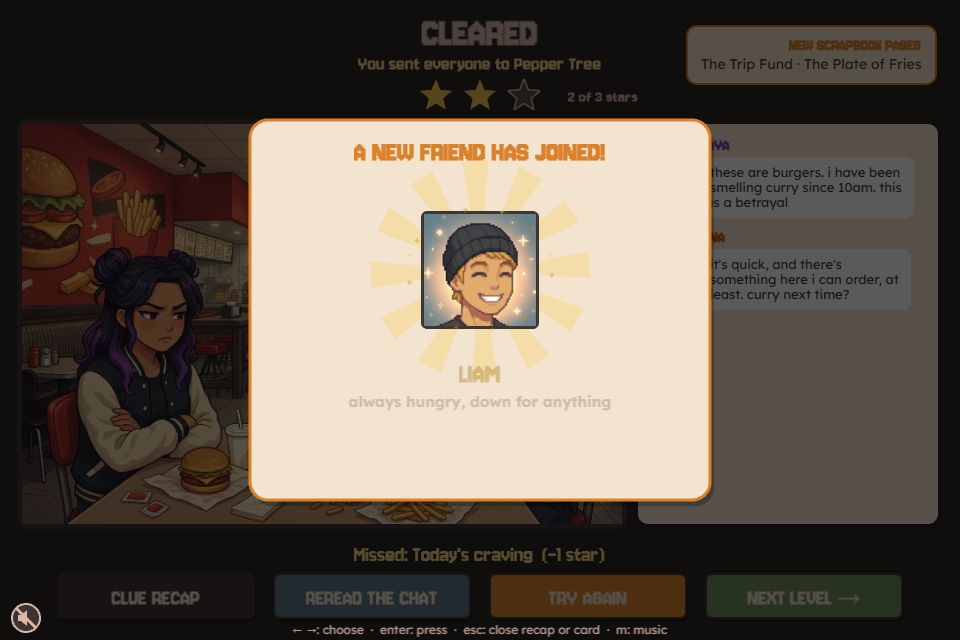 CLEARED
You sent everyone to Pepper Tree
2 of 3 stars
NEW SCRAPBOOK PAGES
The Trip Fund · The Plate of Fries
A NEW FRIEND HAS JOINED!
LIAM
always hungry, down for anything
these are burgers. i have been
smelling curry since 10am. this
is a betrayal
it's quick, and there's
something here i can order, at
least. curry next time?
Missed: Today's craving (-1 star)
CLUE RECAP
REREAD THE CHAT
TRY AGAIN
NEXT LEVEL →
← →: choose · enter: press · esc: close recap or card · m: music